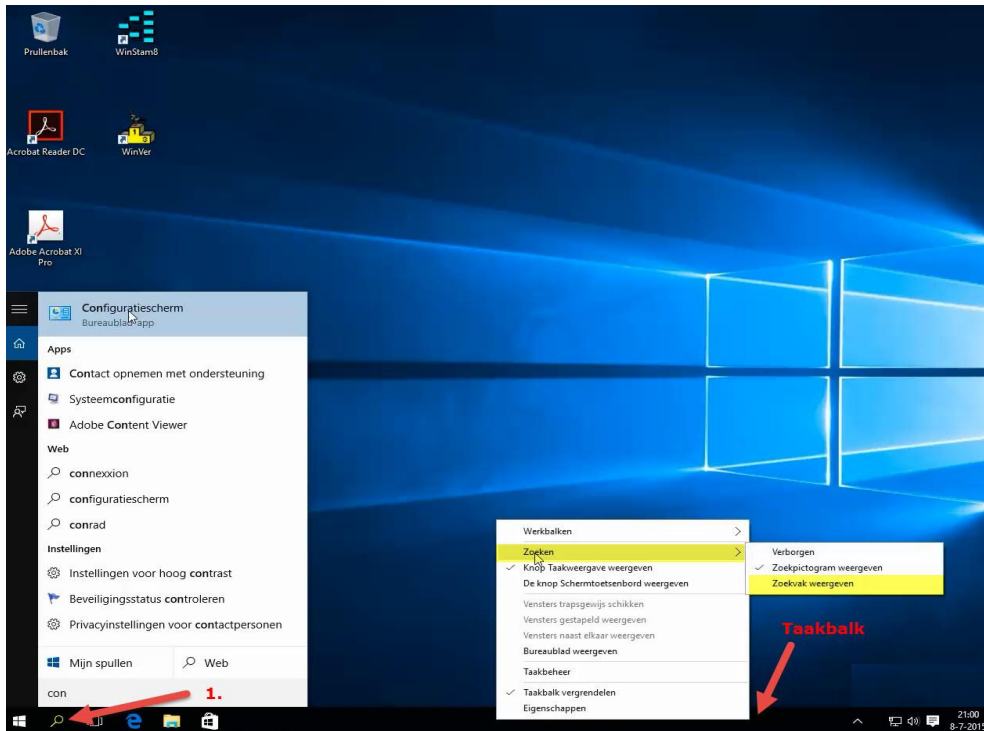 Prullenbak
WinStam8
Acrobat Reader DC
WinVer
Adobe Acrobat XI
Pro
Configuratiescherm
Bureaublad-app
Apps
Contact opnemen met ondersteuning
Systeemconfiguratie
Adobe Content Viewer
Web
connexxion
configuratiescherm
conrad
Instellingen
Instellingen voor hoog contrast
Beveiligingsstatus controleren
Privacyinstellingen voor contactpersonen
Mijn spullen
Web
con
1.
Werkbalken
Zoeken
Knop Taakweergave weergeven
De knop Schermtoetsenbord weergeven
Vensters trapsgewijs schikken
Vensters gestapeld weergeven
Vensters naast elkaar weergeven
Bureaublad weergeven
Taakbeheer
Taakbalk vergrendelen
Eigenschappen
Verborgen
Zoekpictogram weergeven
Zoekvak weergeven
Taakbalk
21:00
8-7-2015